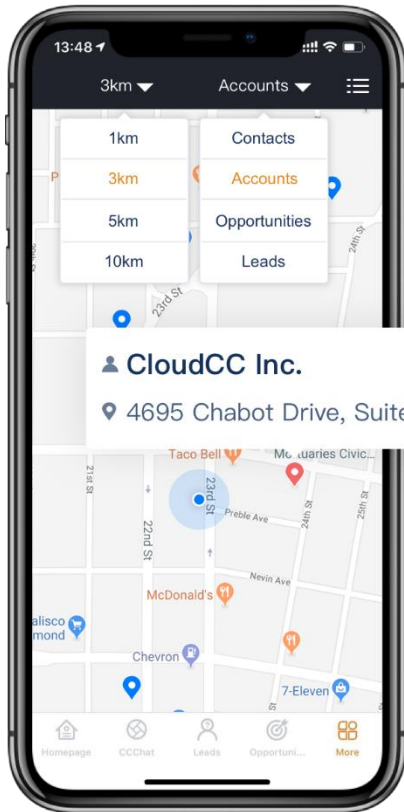 13:48
3km
Accounts
1km
Contacts
3km
Accounts
5km
Opportunities
10km
Leads
24th St
23rd St
CloudCC Inc.
4695 Chabot Drive, Suite
Taco Bell
Mortuaries Civic...
21st St
23rd St
22nd St
Preble Ave
24th St
25th St
Nevin Ave
McDonald's
alisco
mond
Chevron
7-Eleven
Homepage
CCChat
Leads
Opportuni...
More